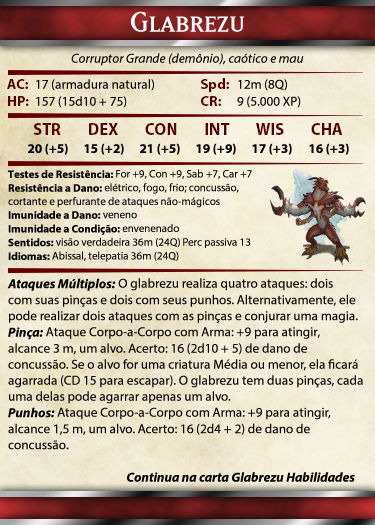 GLABREZU
Corruptor Grande (demônio), caótico e mau
AC: 17 (armadura natural) Spd: 12m (8Q)
HP: 157 (15d10 + 75) CR: 9 (5.000 XP)
STR DEX CON INT WIS CHA
20 (+5) 15 (+2) 21 (+5) 19 (+9) 17 (+3) 16 (+3)
Testes de Resistência: For +9, Con +9, Sab +7, Car +7
Resistência a Dano: elétrico, fogo, frio; concussão,
cortante e perfurante de ataques não-mágicos
Imunidade a Dano: veneno
Imunidade a Condição: envenenado
Sentidos: visão verdadeira 36m (24Q) Perc passiva 13
Idiomas: Abissal, telepatia 36m (24Q)
Ataques Múltiplos: O glabrezu realiza quatro ataques: dois
com suas pinças e dois com seus punhos. Alternativamente, ele
pode realizar dois ataques com as pinças e conjurar uma magia.
Pinça: Ataque Corpo-a-Corpo com Arma: +9 para atingir,
alcance 3 m, um alvo. Acerto: 16 (2d10 + 5) de dano de
concussão. Se o alvo for uma criatura Média ou menor, ela ficará
agarrada (CD 15 para escapar). O glabrezu tem duas pinças, cada
uma delas pode agarrar apenas um alvo.
Punhos: Ataque Corpo-a-Corpo com Arma: +9 para atingir,
alcance 1,5 m, um alvo. Acerto: 16 (2d4 + 2) de dano de
concussão.
Continua na carta Glabrezu Habilidades